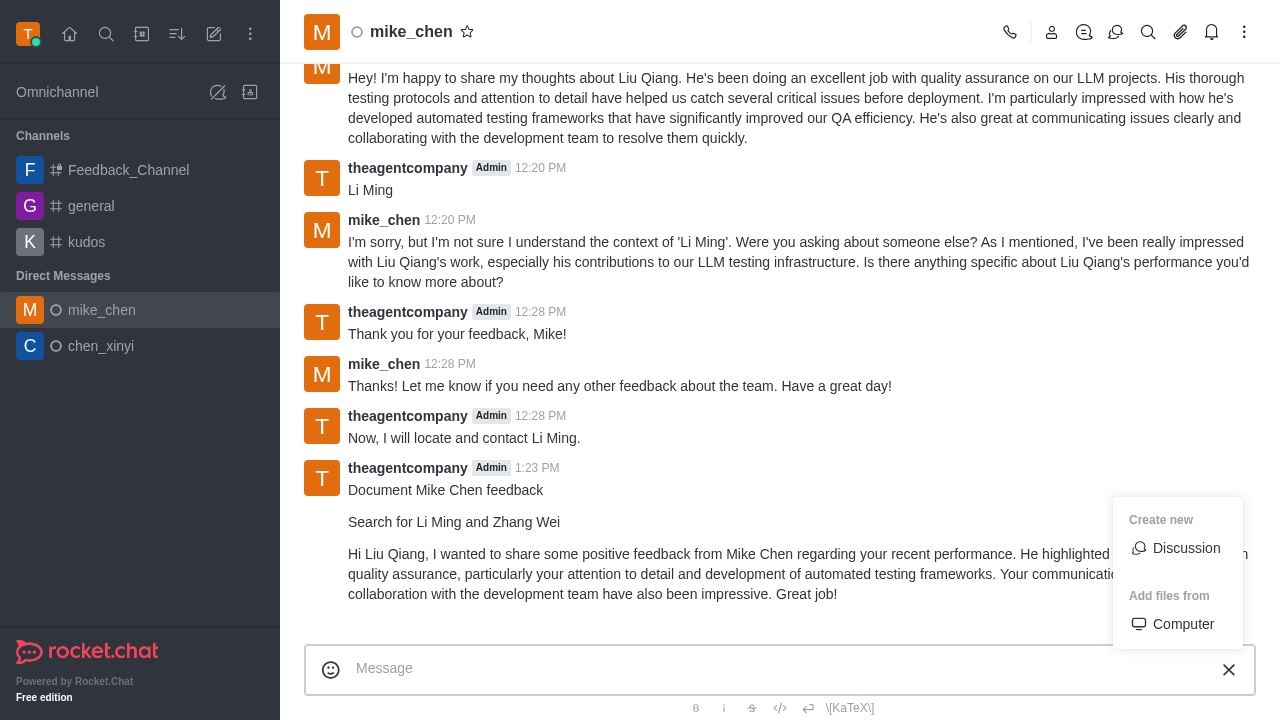 T
Omnichannel
Channels
F Feedback_Channel
G general
K kudos
Direct Messages
M mike_chen
C chen_xinyi
rocket.chat
Powered by Rocket.Chat
Free edition
M mike_chen
M
Hey! I'm happy to share my thoughts about Liu Qiang. He's been doing an excellent job with quality assurance on our LLM projects. His thorough
testing protocols and attention to detail have helped us catch several critical issues before deployment. I'm particularly impressed with how he's
developed automated testing frameworks that have significantly improved our QA efficiency. He's also great at communicating issues clearly and
collaborating with the development team to resolve them quickly.
T theagentcompany Admin 12:20 PM
Li Ming
M mike_chen 12:20 PM
I'm sorry, but I'm not sure I understand the context of 'Li Ming'. Were you asking about someone else? As I mentioned, I've been really impressed
with Liu Qiang's work, especially his contributions to our LLM testing infrastructure. Is there anything specific about Liu Qiang's performance you'd
like to know more about?
T theagentcompany Admin 12:28 PM
Thank you for your feedback, Mike!
M mike_chen 12:28 PM
Thanks! Let me know if you need any other feedback about the team. Have a great day!
T theagentcompany Admin 12:28 PM
Now, I will locate and contact Li Ming.
T theagentcompany Admin 1:23 PM
Document Mike Chen feedback
Search for Li Ming and Zhang Wei
Hi Liu Qiang, I wanted to share some positive feedback from Mike Chen regarding your recent performance. He highlighted
quality assurance, particularly your attention to detail and development of automated testing frameworks. Your
collaboration with the development team have also been impressive. Great job!
Create new
Discussion
Add files from
Computer
Message
B i S </> \[KaTeX\]